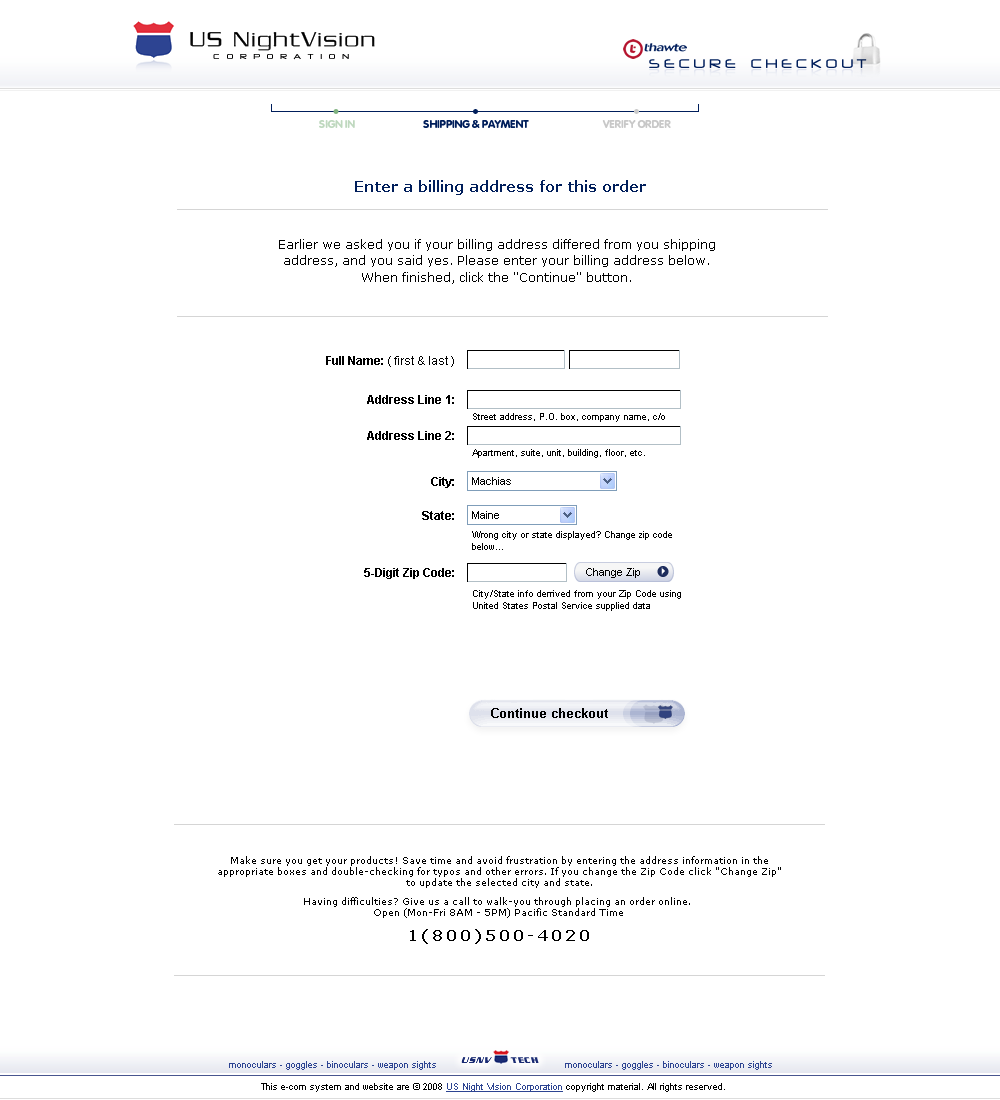 US NightVision
CORPORATION
thawte
SECURE CHECKOUT
SIGN IN
SHIPPING & PAYMENT
VERIFY ORDER
Enter a billing address for this order
Earlier we asked you if your billing address differed from you shipping
address, and you said yes. Please enter your billing address below.
When finished, click the "Continue" button.
Full Name: ( first & last )
Address Line 1:
Street address, P.O. box, company name, c/o
Address Line 2:
Apartment, suite, unit, building, floor, etc.
City: Machias
State: Maine
Wrong city or state displayed? Change zip code
below...
5-Digit Zip Code: Change Zip
City/State info derrived from your Zip Code using
United States Postal Service supplied data
Continue checkout
Make sure you get your products! Save time and avoid frustration by entering the address information in the
appropriate boxes and double-checking for typos and other errors. If you change the Zip Code click "Change Zip"
to update the selected city and state.
Having difficulties? Give us a call to walk-you through placing an order online.
Open (Mon-Fri 8AM - 5PM) Pacific Standard Time
1(800)500-4020
monoculars - goggles - binoculars - weapon sights
USNV TECH
monoculars - goggles - binoculars - weapon sights
This e-com system and website are © 2008 US Night Vision Corporation copyright material. All rights reserved.